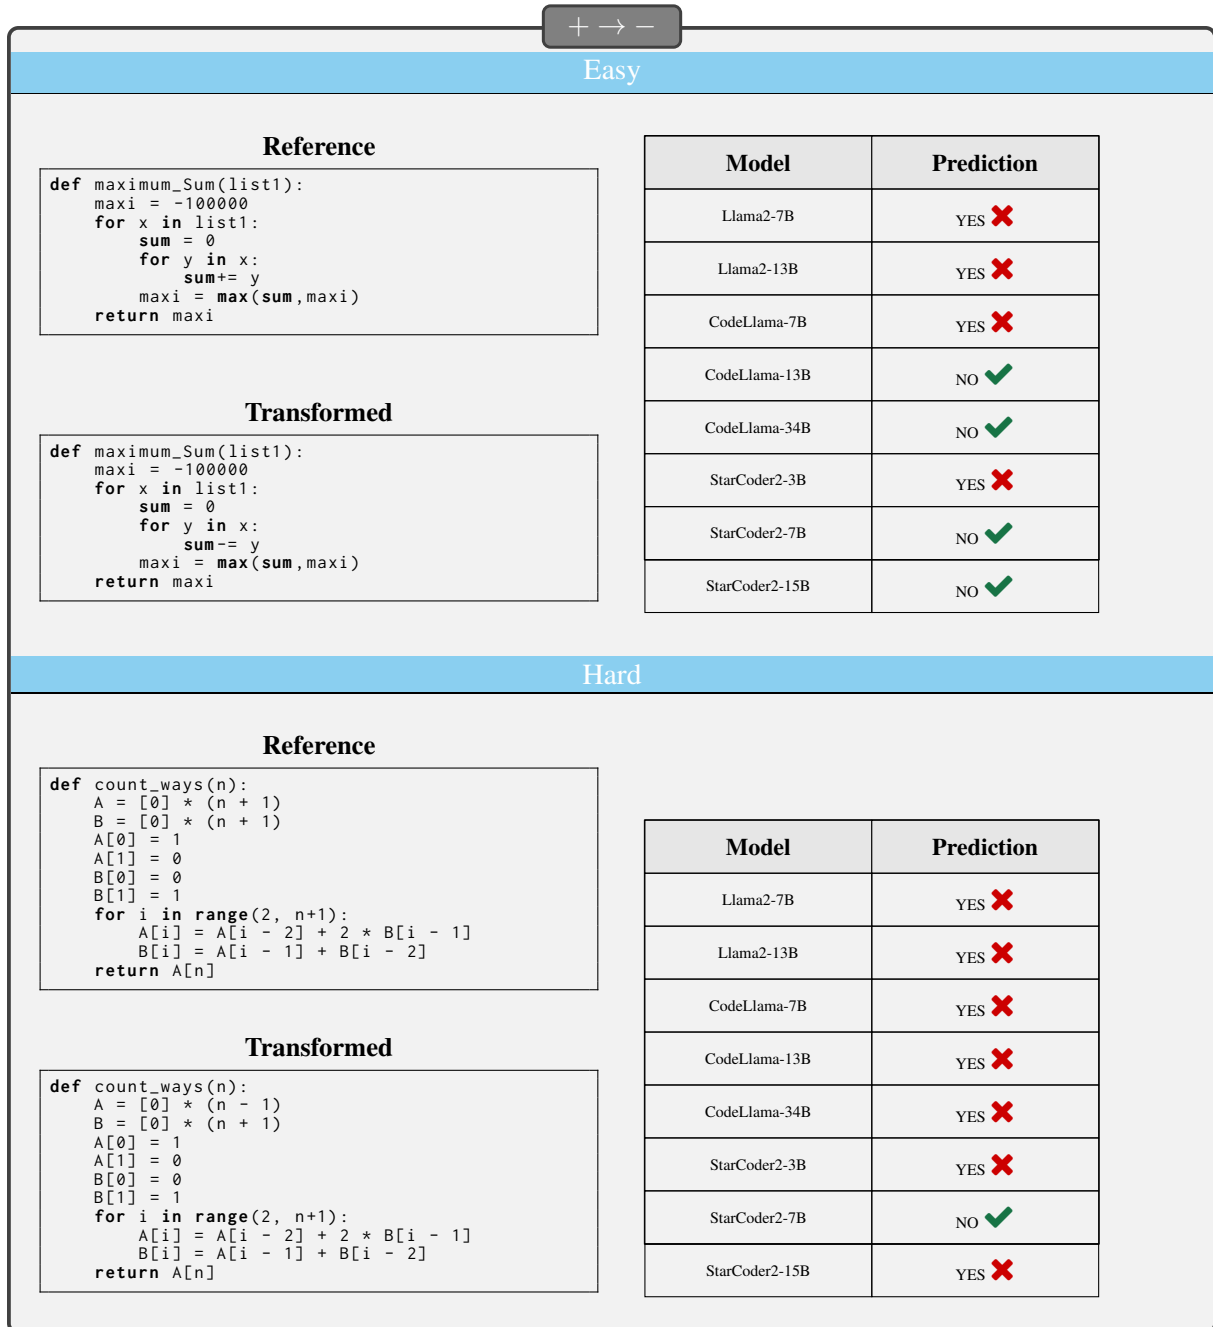 + → −
Easy
Reference
def maximum_Sum(list1):
    maxi = -100000
    for x in list1:
        sum = 0
        for y in x:
            sum+= y
        maxi = max(sum,maxi)
    return maxi
Transformed
def maximum_Sum(list1):
    maxi = -100000
    for x in list1:
        sum = 0
        for y in x:
            sum-= y
        maxi = max(sum,maxi)
    return maxi
Model Prediction
Llama2-7B YES ✘
Llama2-13B YES ✘
CodeLlama-7B YES ✘
CodeLlama-13B NO ✔
CodeLlama-34B NO ✔
StarCoder2-3B YES ✘
StarCoder2-7B NO ✔
StarCoder2-15B NO ✔
Hard
Reference
def count_ways(n):
    A = [0] * (n + 1)
    B = [0] * (n + 1)
    A[0] = 1
    A[1] = 0
    B[0] = 0
    B[1] = 1
    for i in range(2, n+1):
        A[i] = A[i - 2] + 2 * B[i - 1]
        B[i] = A[i - 1] + B[i - 2]
    return A[n]
Transformed
def count_ways(n):
    A = [0] * (n - 1)
    B = [0] * (n + 1)
    A[0] = 1
    A[1] = 0
    B[0] = 0
    B[1] = 1
    for i in range(2, n+1):
        A[i] = A[i - 2] + 2 * B[i - 1]
        B[i] = A[i - 1] + B[i - 2]
    return A[n]
Model Prediction
Llama2-7B YES ✘
Llama2-13B YES ✘
CodeLlama-7B YES ✘
CodeLlama-13B YES ✘
CodeLlama-34B YES ✘
StarCoder2-3B YES ✘
StarCoder2-7B NO ✔
StarCoder2-15B YES ✘